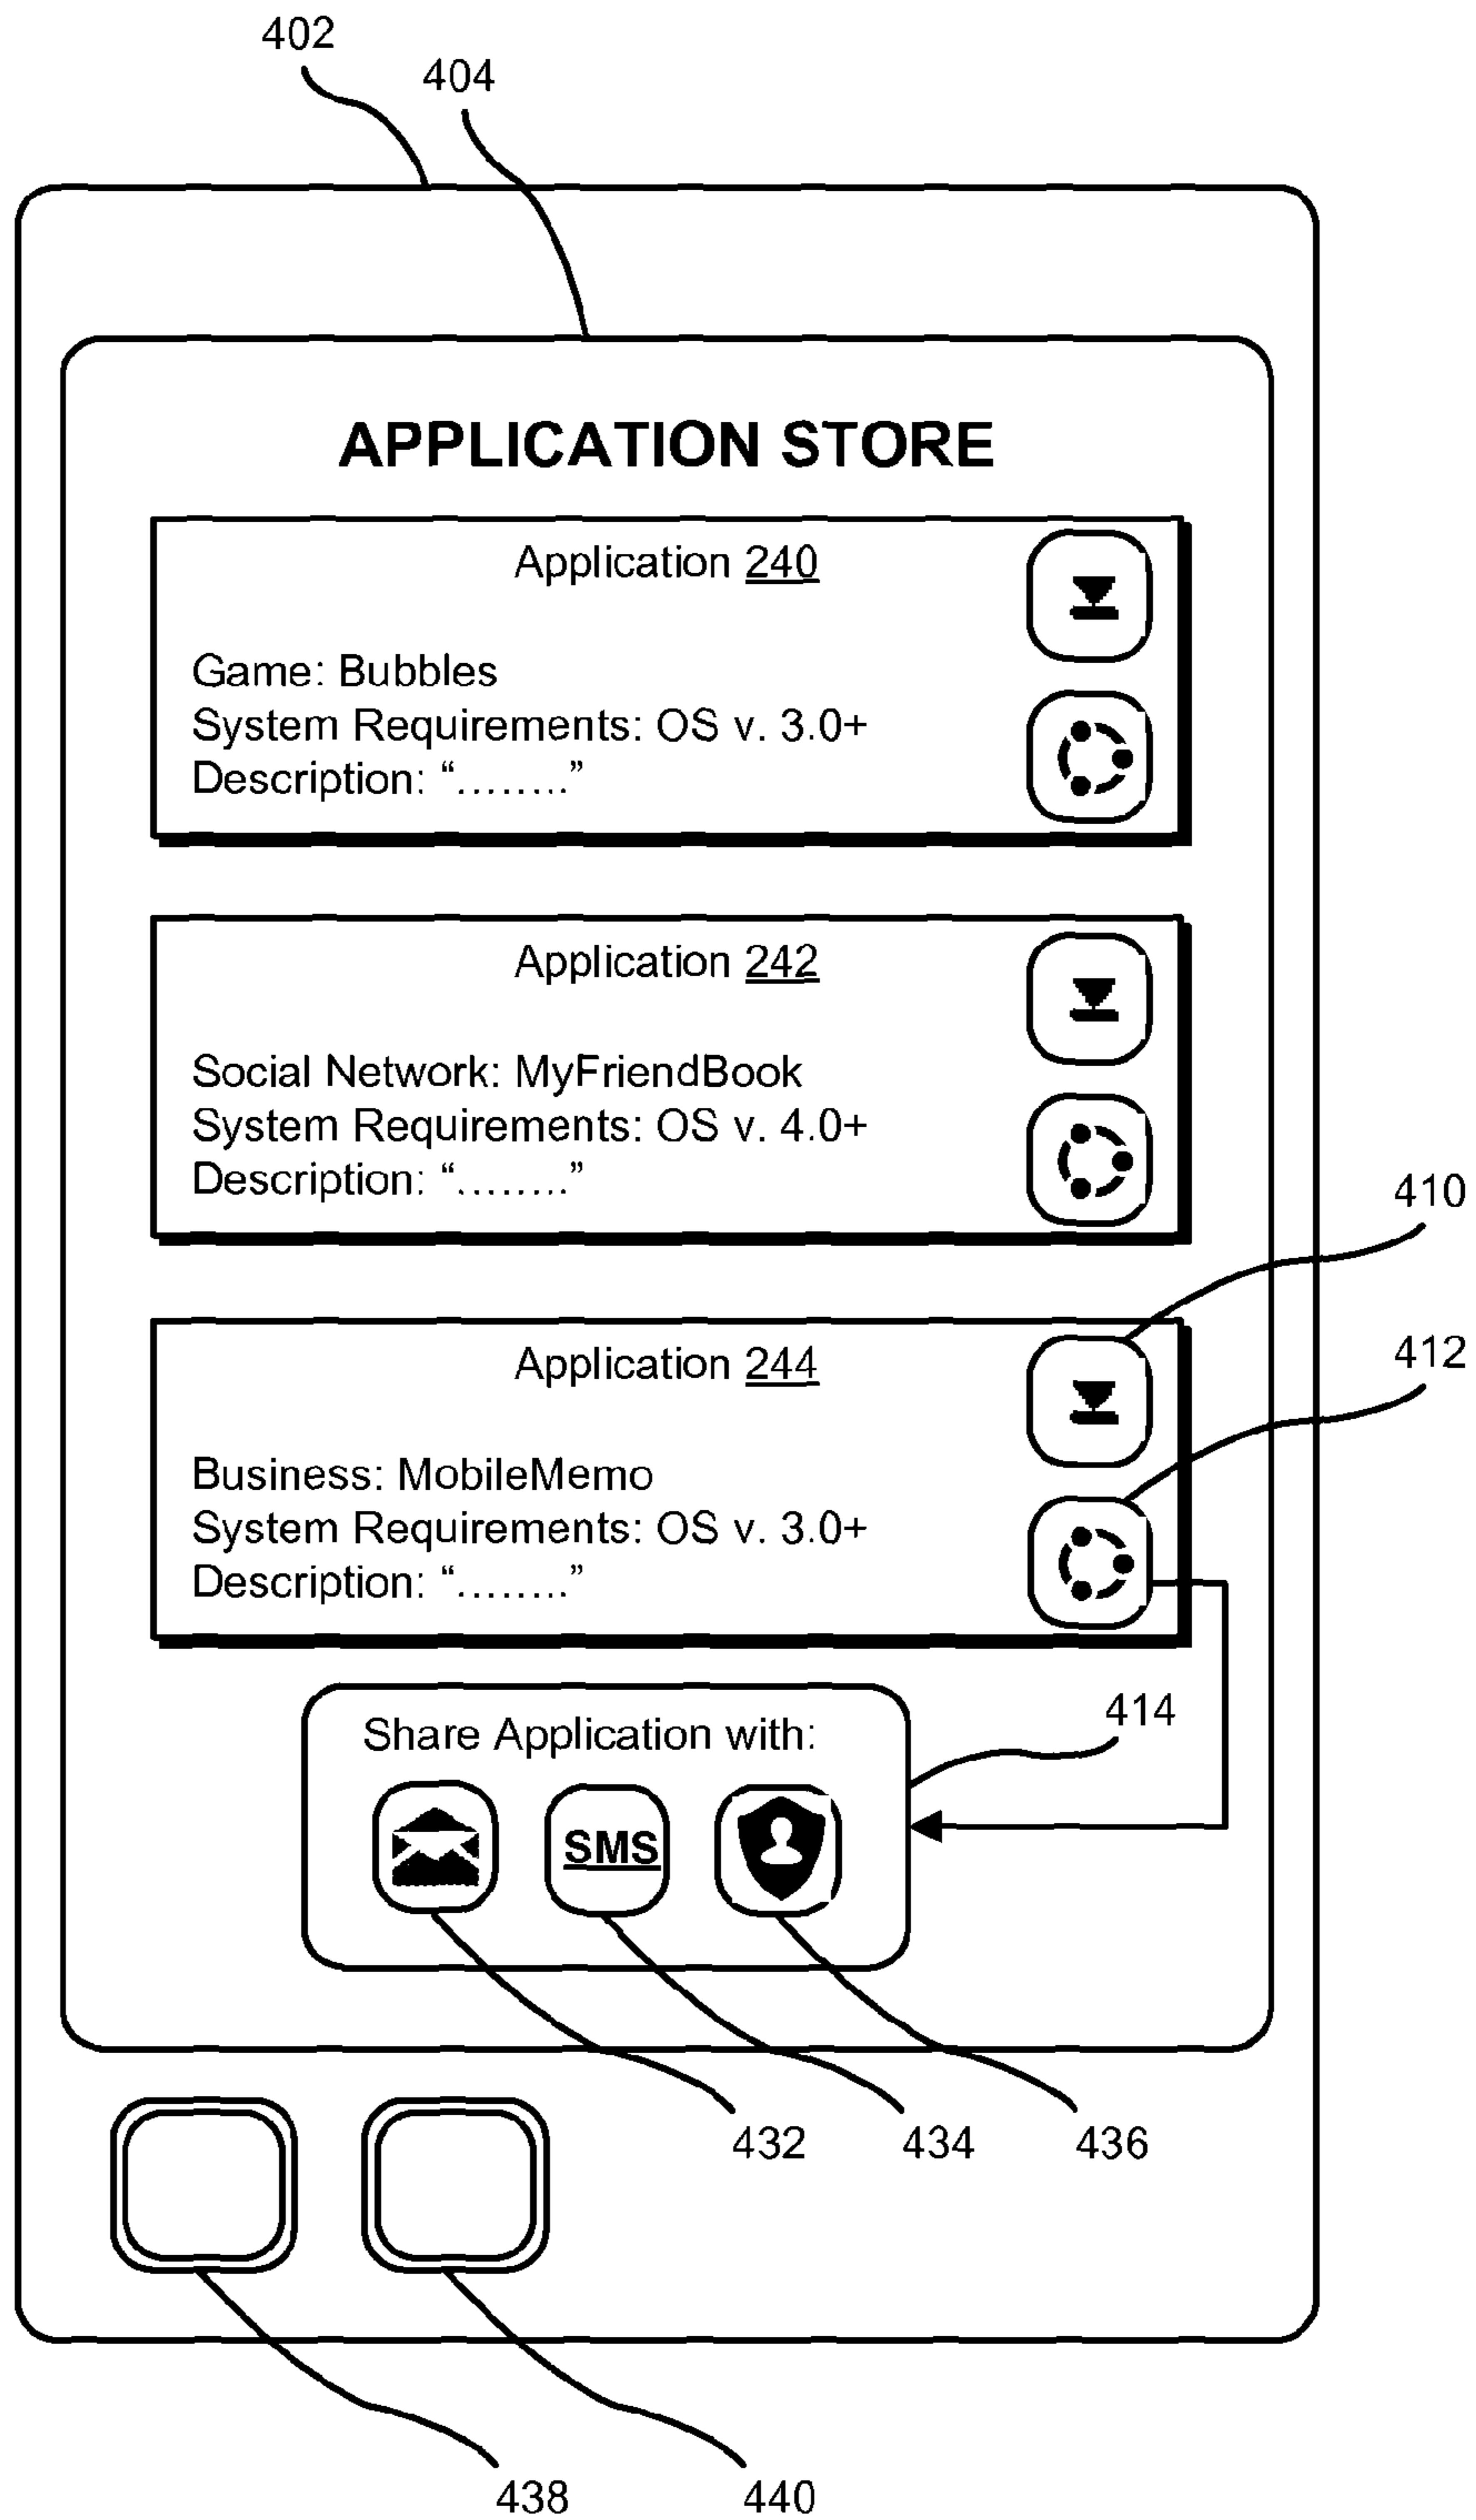 402
404
APPLICATION STORE
Application 240
Game: Bubbles
System Requirements: OS v. 3.0+
Description: “........”
Application 242
Social Network: MyFriendBook
System Requirements: OS v. 4.0+
Description: “........”
410
412
Application 244
Business: MobileMemo
System Requirements: OS v. 3.0+
Description: “........”
414
Share Application with:
SMS
432
434
436
438
440